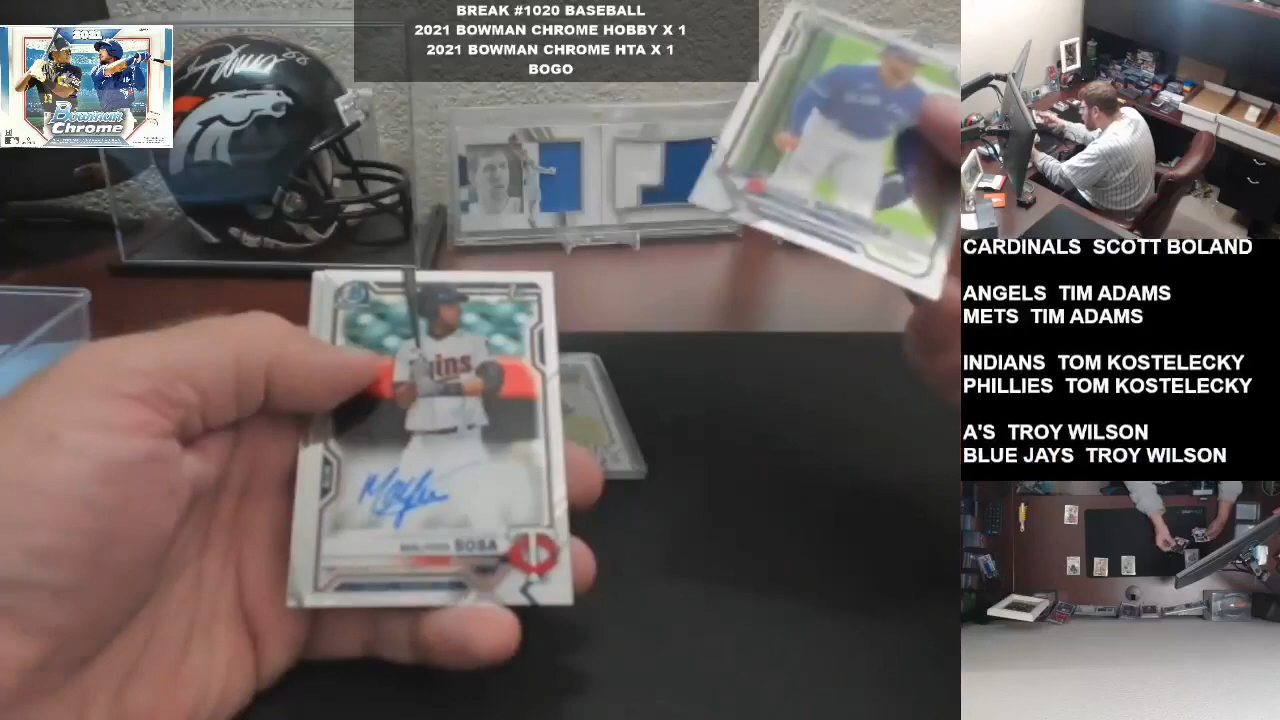 BREAK #1020 BASEBALL
2021 BOWMAN CHROME HOBBY X 1
2021 BOWMAN CHROME HTA X 1
BOGO
2021
Bowman
Chrome
CARDINALS SCOTT BOLAND
ANGELS TIM ADAMS
METS TIM ADAMS
INDIANS TOM KOSTELECKY
PHILLIES TOM KOSTELECKY
A'S TROY WILSON
BLUE JAYS TROY WILSON
SOSA